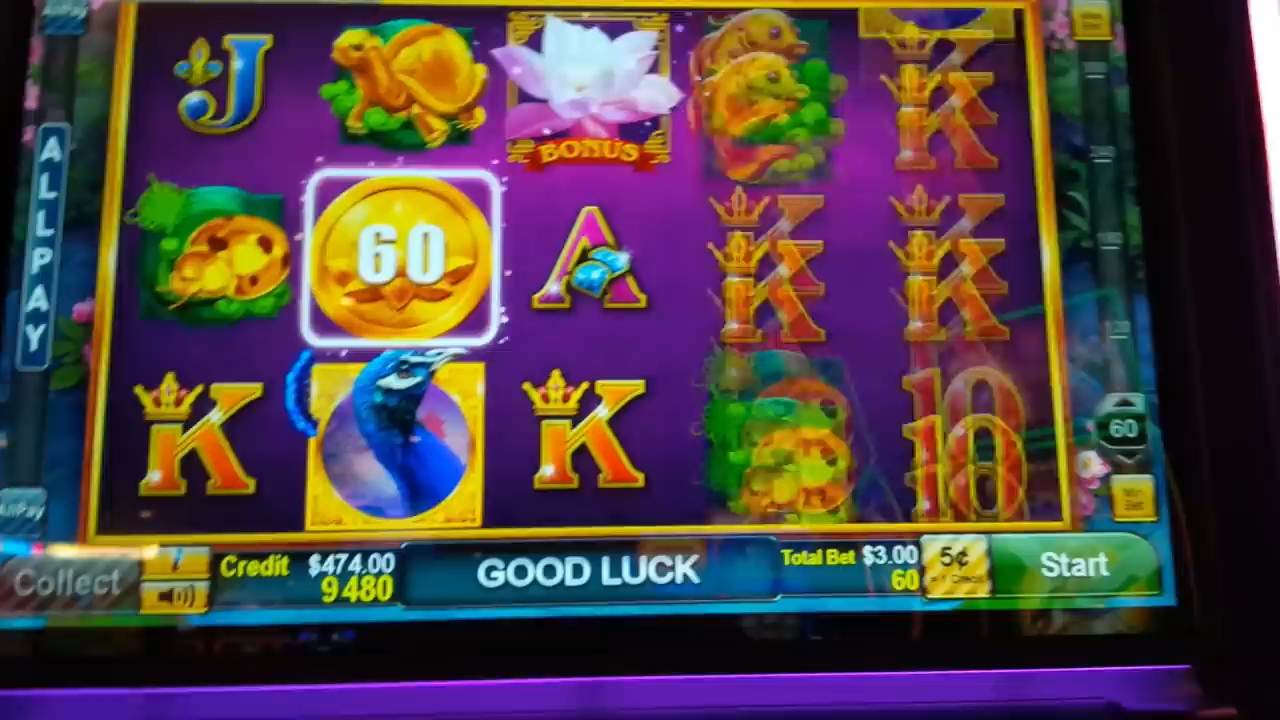 ALLPAY
J
BONUS
K
60
A
K
K
K
K
10
10
60
Collect
Credit $474.00
9480
GOOD LUCK
Total Bet $3.00
60
5¢
Start